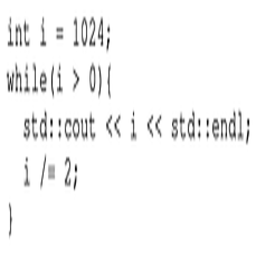 int i = 1024;
while(i > 0){
  std::cout << i << std::endl;
  i /= 2;
}